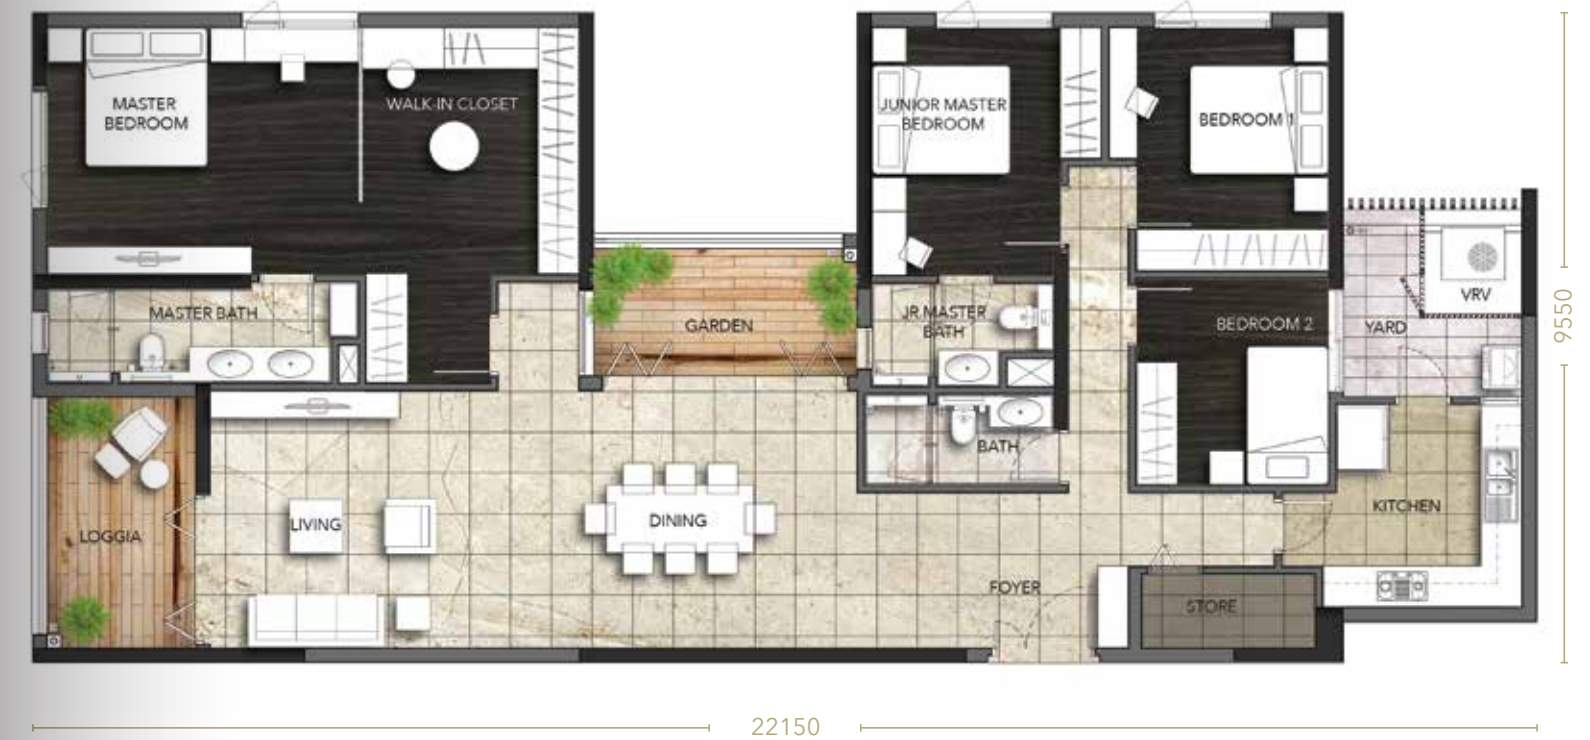 MASTER
BEDROOM
WALK-IN CLOSET
JUNIOR MASTER
BEDROOM
BEDROOM 1
MASTER BATH
GARDEN
JR.MASTER
BATH
BEDROOM 2
YARD
VRV
9550
BATH
LOGGIA
LIVING
DINING
KITCHEN
FOYER
STORE
22150